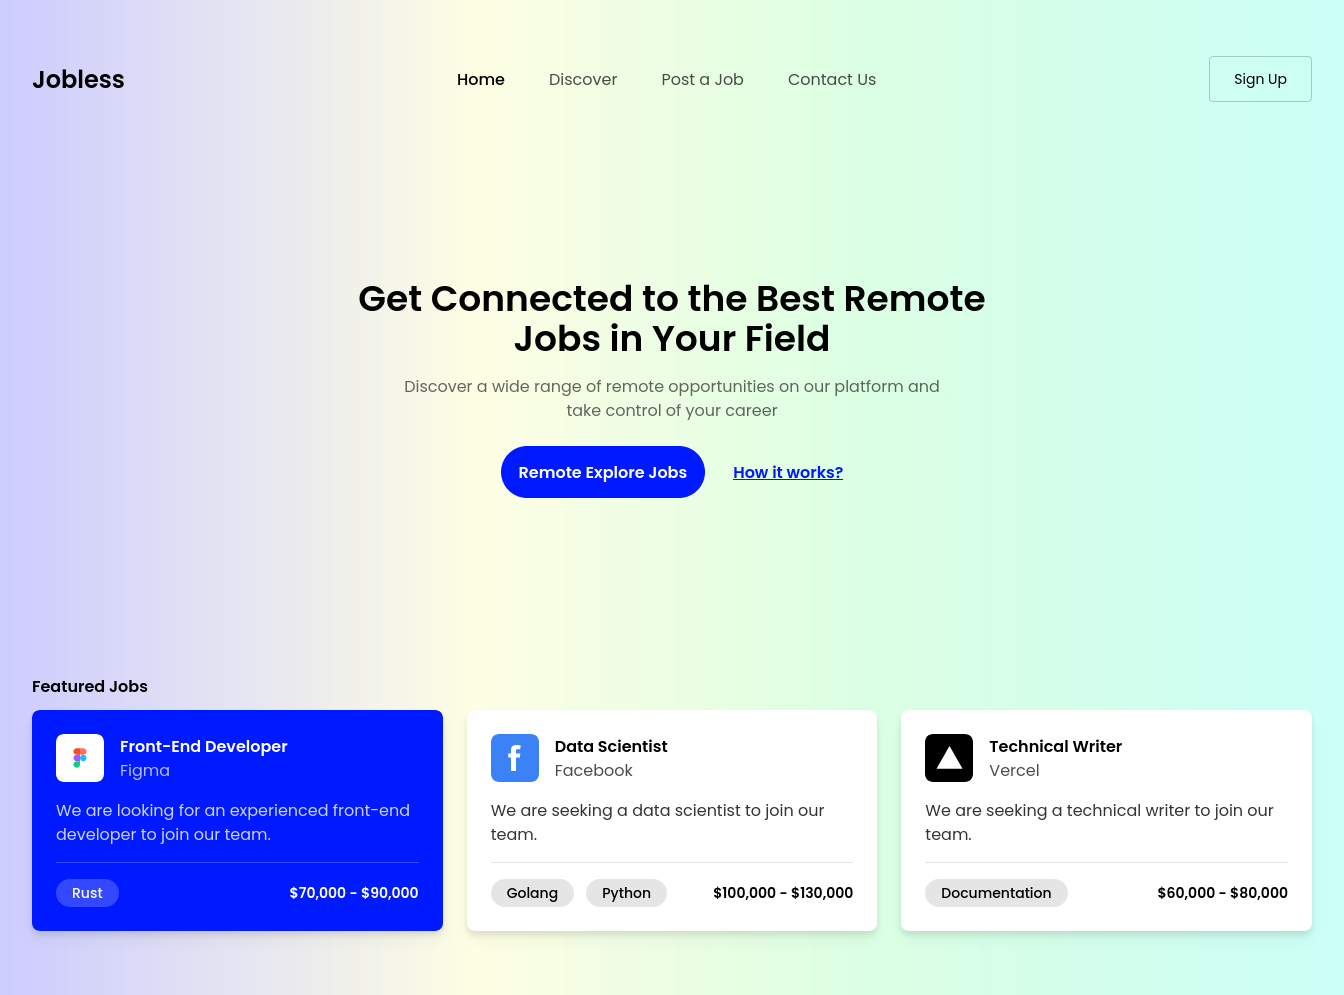 Jobless
Home Discover Post a Job Contact Us
Sign Up
Get Connected to the Best Remote
Jobs in Your Field
Discover a wide range of remote opportunities on our platform and
take control of your career
Remote Explore Jobs
How it works?
Featured Jobs
Front-End Developer
Figma
We are looking for an experienced front-end
developer to join our team.
Rust
$70,000 - $90,000
Data Scientist
Facebook
We are seeking a data scientist to join our
team.
Golang Python
$100,000 - $130,000
Technical Writer
Vercel
We are seeking a technical writer to join our
team.
Documentation
$60,000 - $80,000